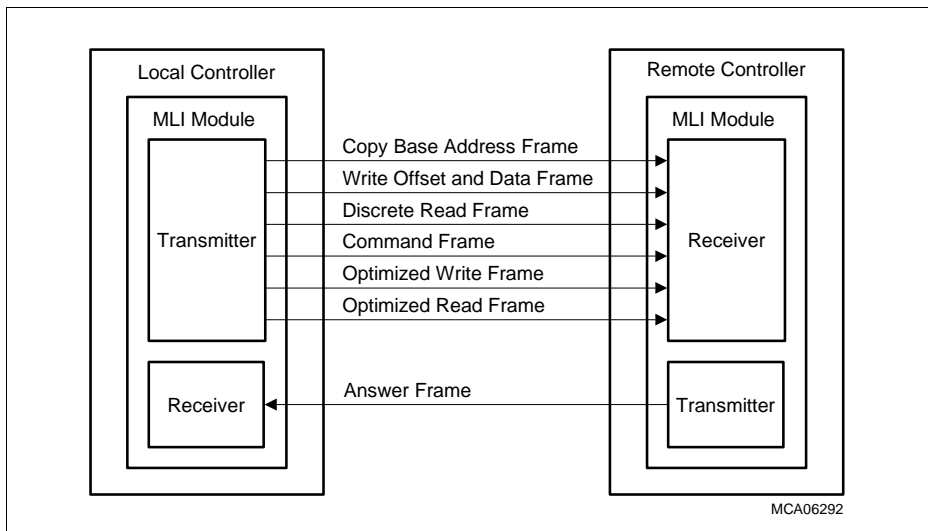 Local Controller
Remote Controller
MLI Module
MLI Module
Copy Base Address Frame
Write Offset and Data Frame
Discrete Read Frame
Transmitter
Command Frame
Receiver
Optimized Write Frame
Optimized Read Frame
Receiver
Answer Frame
Transmitter
MCA06292